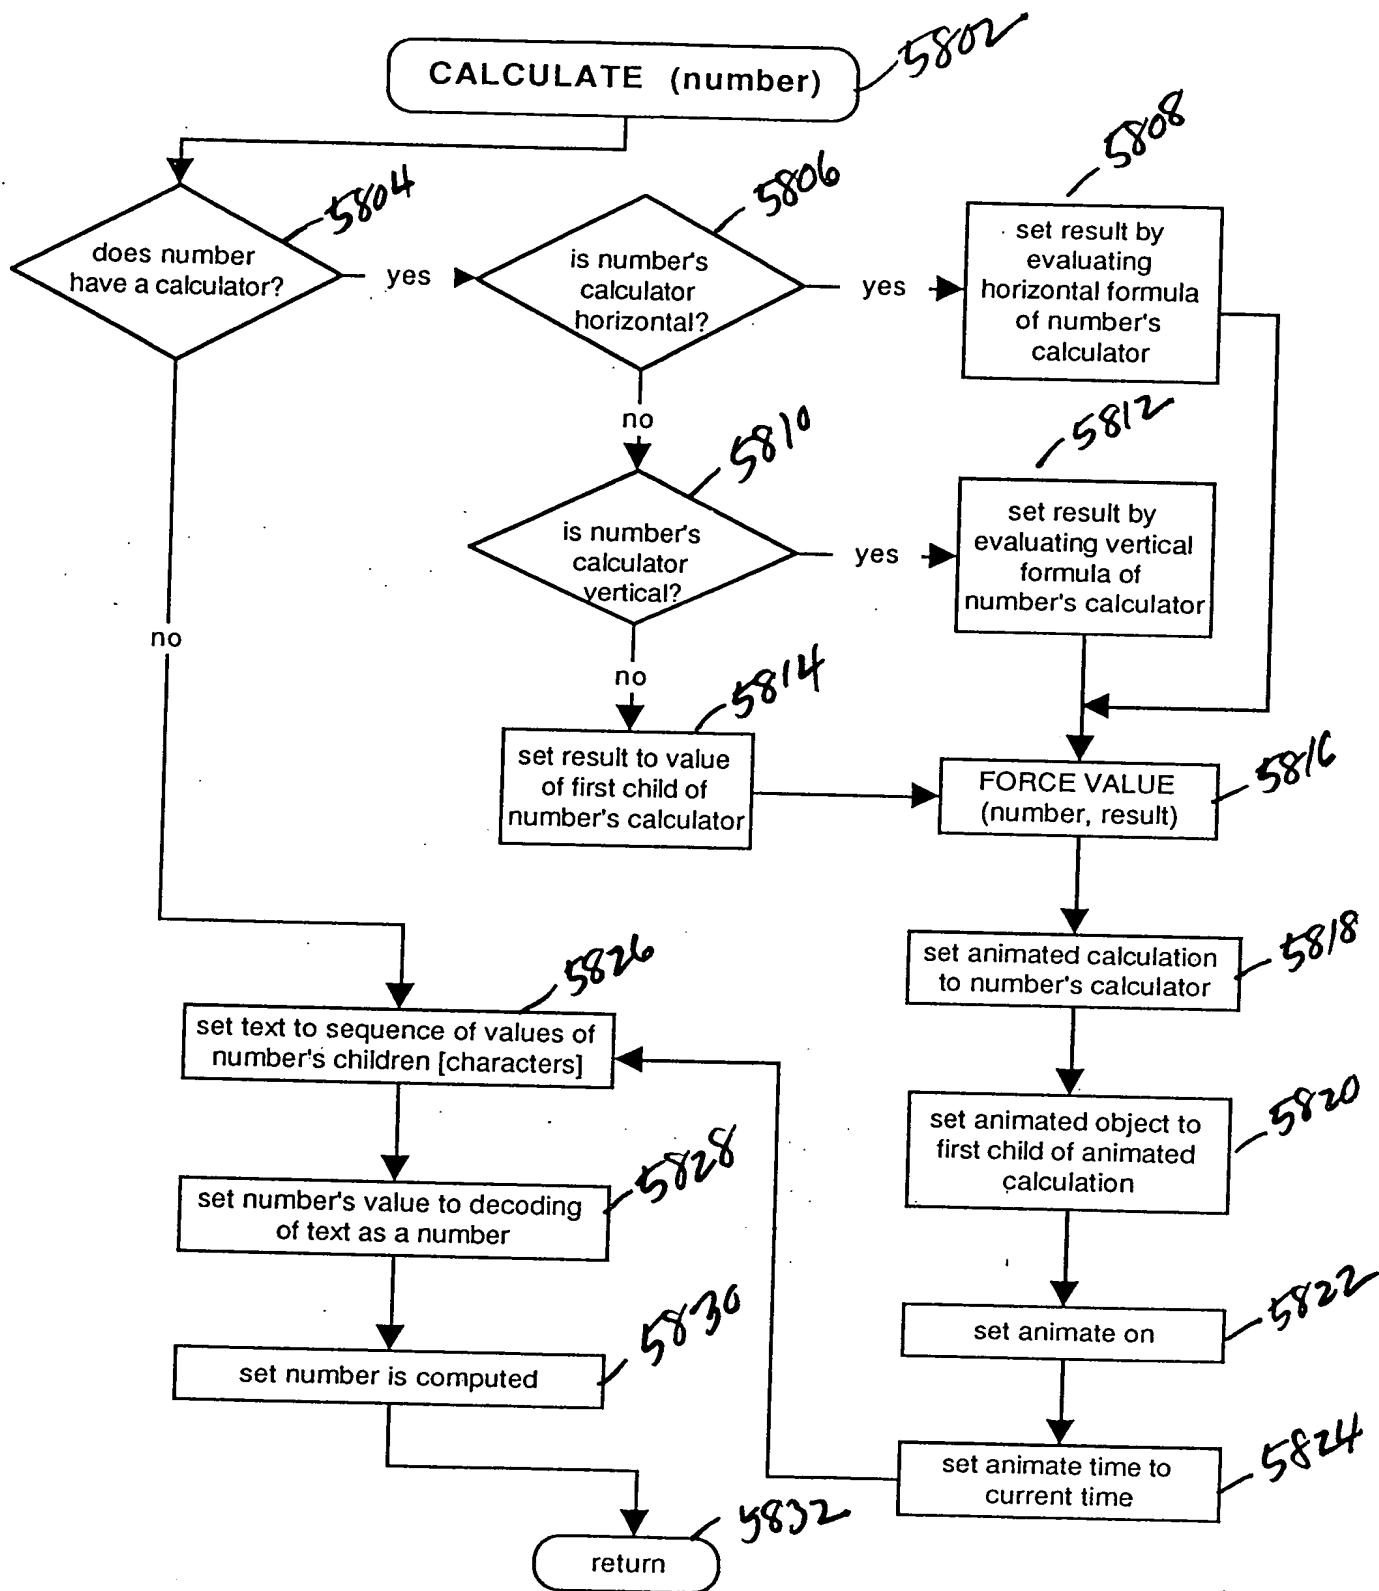 CALCULATE (number)
5802
does number
have a calculator?
5804
yes
is number's
calculator
horizontal?
5806
yes
set result by
evaluating
horizontal formula
of number's
calculator
5808
no
is number's
calculator
vertical?
5810
yes
set result by
evaluating vertical
formula of
number's calculator
5812
no
no
set result to value
of first child of
number's calculator
5814
FORCE VALUE
(number, result)
5816
set animated calculation
to number's calculator
5818
set text to sequence of values of
number's children [characters]
5826
set animated object to
first child of animated
calculation
5820
set number's value to decoding
of text as a number
5828
set animate on
5822
set number is computed
5830
set animate time to
current time
5824
return
5832